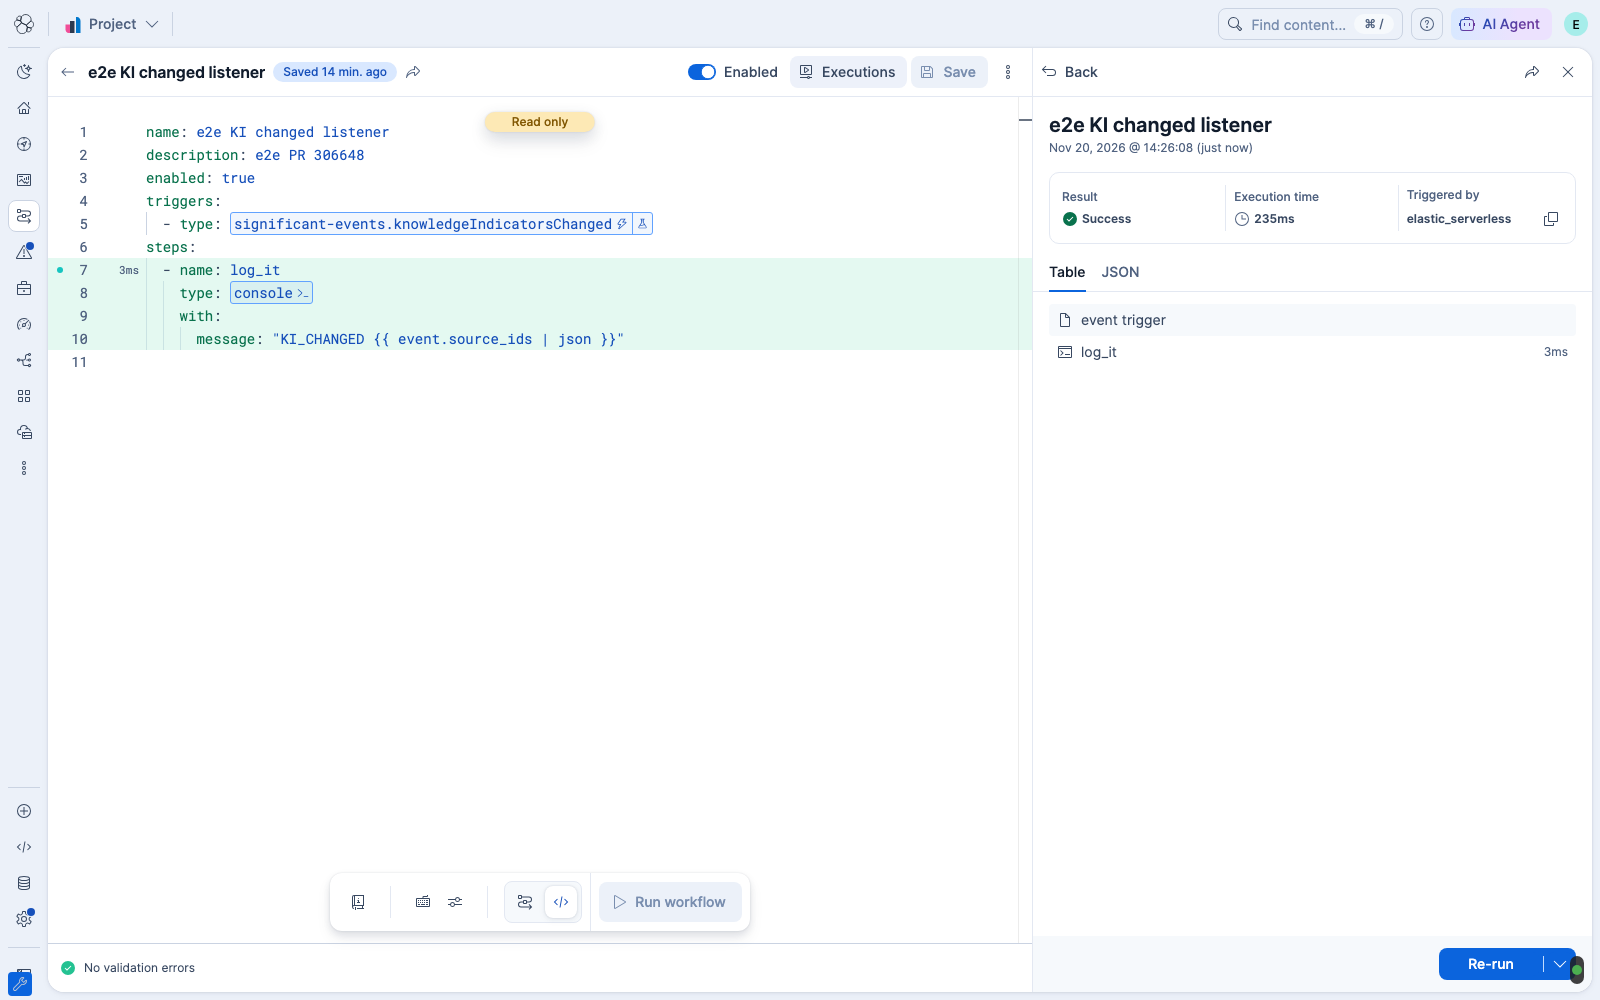 Project
Find content...
⌘ /
AI Agent
E
e2e KI changed listener
Saved 14 min. ago
Enabled
Executions
Save
Read only
1 name: e2e KI changed listener
2 description: e2e PR 306648
3 enabled: true
4 triggers:
5 - type: significant-events.knowledgeIndicatorsChanged
6 steps:
7 3ms - name: log_it
8 type: console
9 with:
10 message: "KI_CHANGED {{ event.source_ids | json }}"
11
Run workflow
No validation errors
Back
e2e KI changed listener
Nov 20, 2026 @ 14:26:08 (just now)
Result
Success
Execution time
235ms
Triggered by
elastic_serverless
Table
JSON
event trigger
log_it
3ms
Re-run